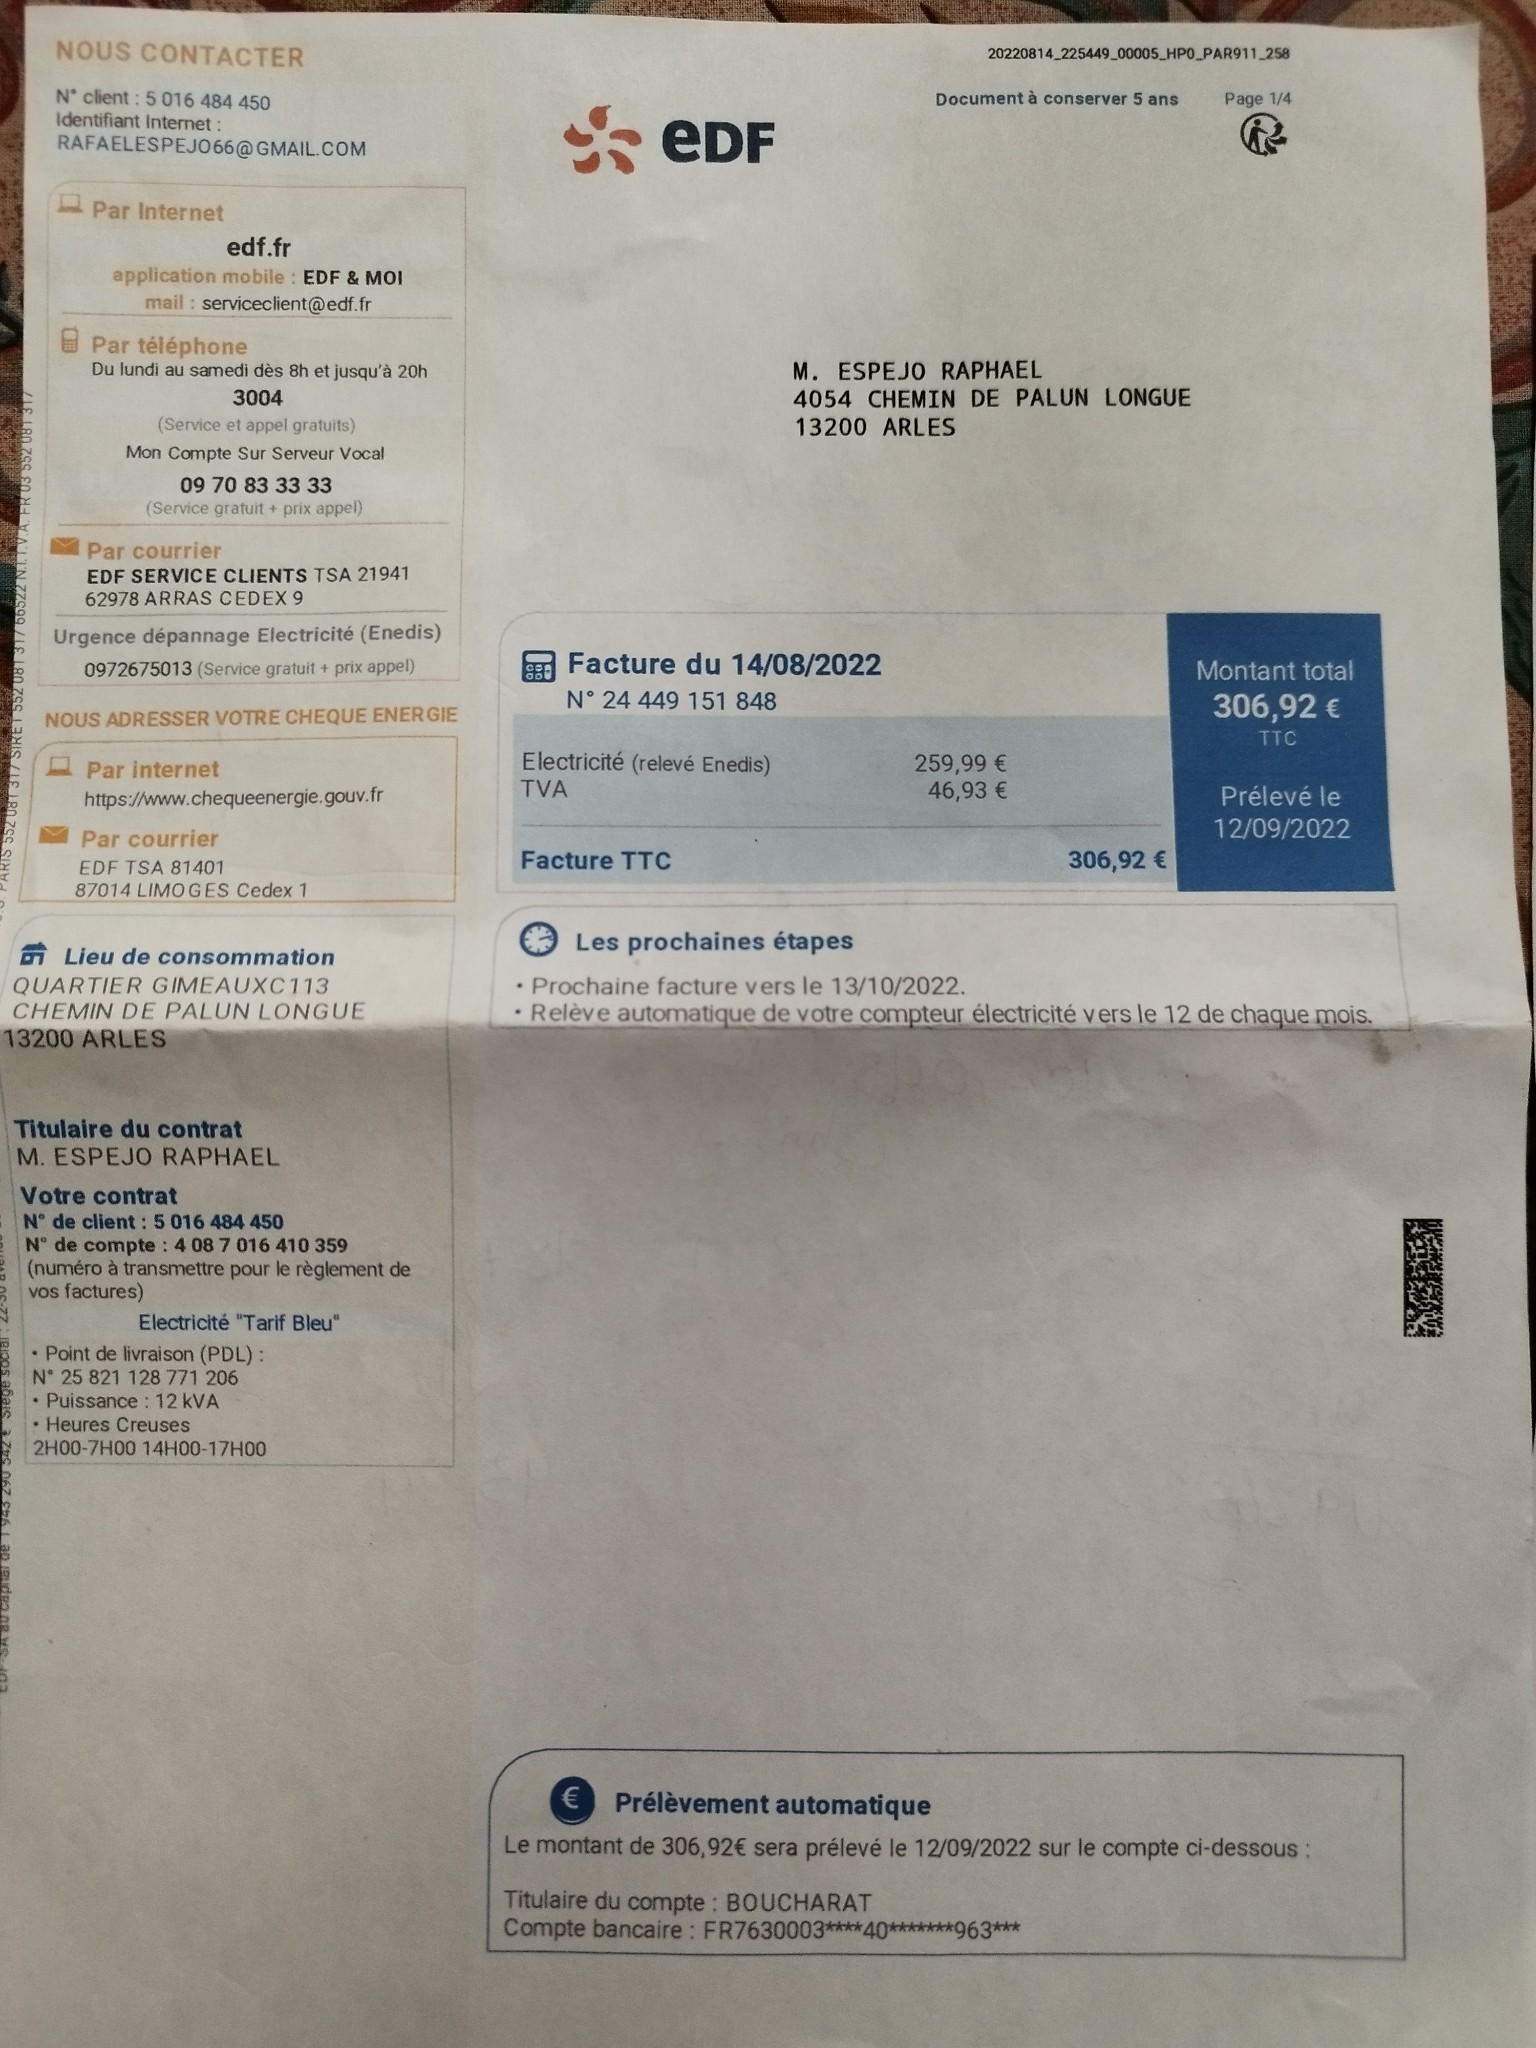 NOUS CONTACTER
N° client : 5 016 484 450
Identifiant Internet :
RAFAELESPEJO66@GMAIL.COM
Par Internet
edf.fr
application mobile : EDF & MOI
mail : serviceclient@edf.fr
Par téléphone
Du lundi au samedi dès 8h et jusqu'à 20h
3004
(Service et appel gratuits)
Mon Compte Sur Serveur Vocal
09 70 83 33 33
(Service gratuit + prix appel)
Par courrier
EDF SERVICE CLIENTS TSA 21941
62978 ARRAS CEDEX 9
Urgence dépannage Electricité (Enedis)
0972675013 (Service gratuit + prix appel)
NOUS ADRESSER VOTRE CHEQUE ENERGIE
Par internet
https://www.chequeenergie.gouv.fr
Par courrier
EDF TSA 81401
87014 LIMOGES Cedex 1
Lieu de consommation
QUARTIER GIMEAUXC113
CHEMIN DE PALUN LONGUE
13200 ARLES
Titulaire du contrat
M. ESPEJO RAPHAEL
Votre contrat
N° de client : 5 016 484 450
N° de compte : 4 08 7 016 410 359
(numéro à transmettre pour le règlement de
vos factures)
Electricité "Tarif Bleu"
• Point de livraison (PDL) :
N° 25 821 128 771 206
• Puissance : 12 kVA
• Heures Creuses
2H00-7H00 14H00-17H00
20220814_225449_00005_HP0_PAR911_258
Document à conserver 5 ans Page 1/4
eDF
M. ESPEJO RAPHAEL
4054 CHEMIN DE PALUN LONGUE
13200 ARLES
Facture du 14/08/2022
N° 24 449 151 848
Electricité (relevé Enedis) 259,99 €
TVA 46,93 €
Facture TTC 306,92 €
Montant total
306,92 €
TTC
Prélevé le
12/09/2022
Les prochaines étapes
• Prochaine facture vers le 13/10/2022.
• Relève automatique de votre compteur électricité vers le 12 de chaque mois.
€ Prélèvement automatique
Le montant de 306,92€ sera prélevé le 12/09/2022 sur le compte ci-dessous :
Titulaire du compte : BOUCHARAT
Compte bancaire : FR7630003****40*******963***